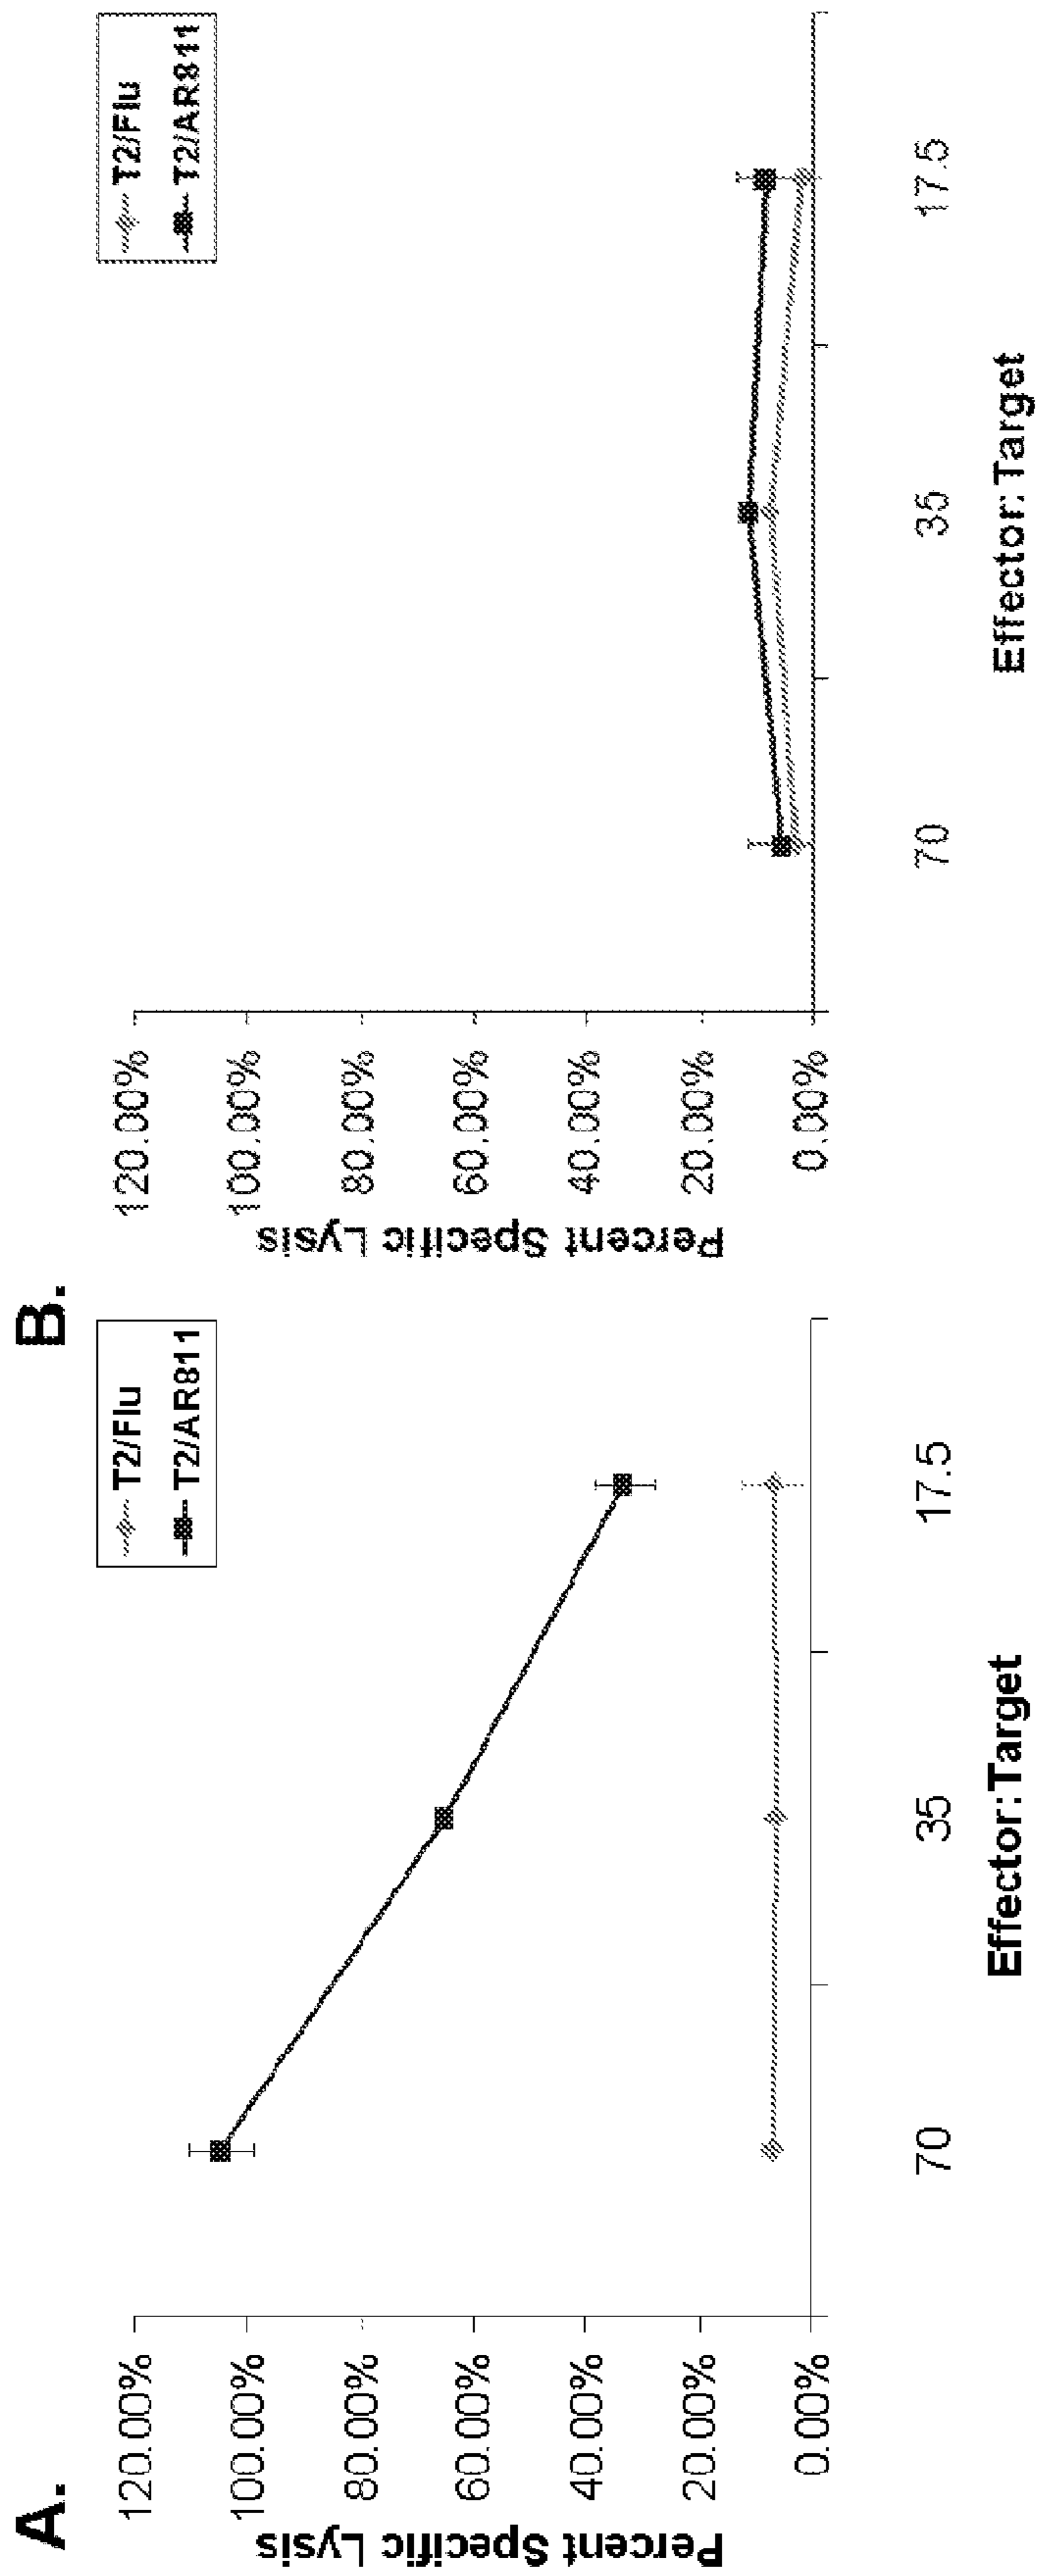 A.
Percent Specific Lysis
120.00%
100.00%
80.00%
60.00%
40.00%
20.00%
0.00%
T2/Flu
T2/AR811
70
35
17.5
Effector:Target
B.
Percent Specific Lysis
120.00%
100.00%
80.00%
60.00%
40.00%
20.00%
0.00%
T2/Flu
T2/AR811
70
35
17.5
Effector:Target